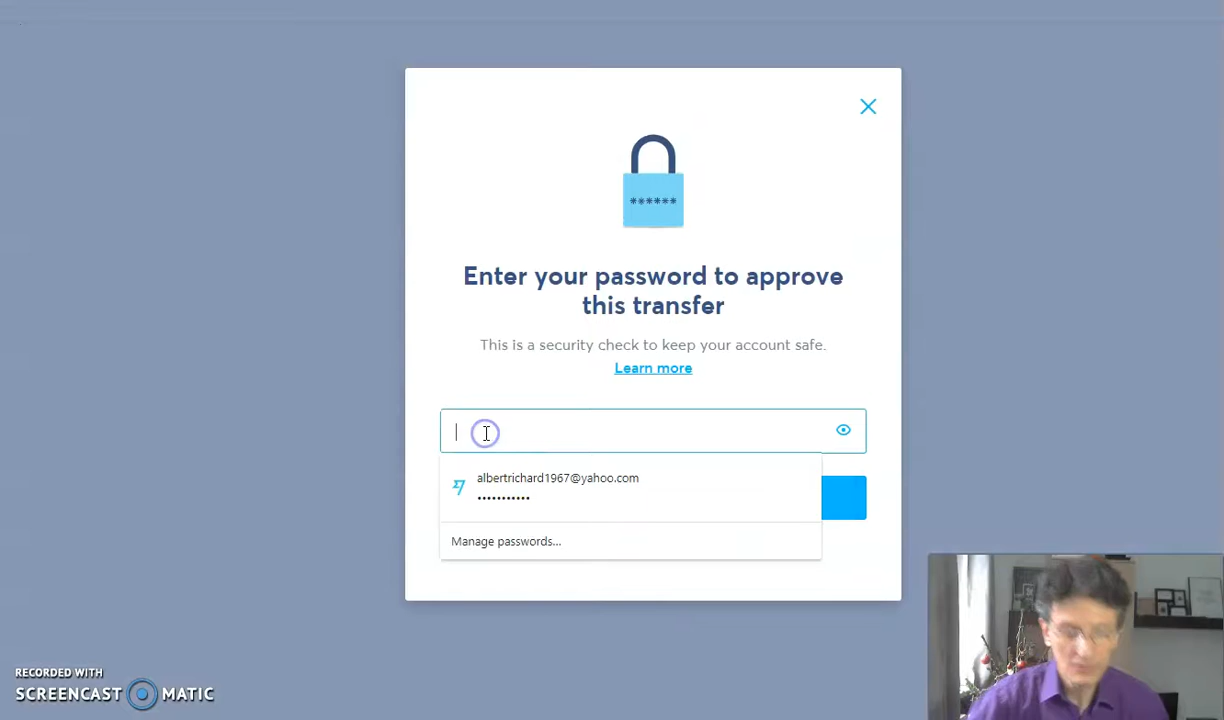 ******
Enter your password to approve
this transfer
This is a security check to keep your account safe.
Learn more
albertrichard1967@yahoo.com
•••••••••••
Manage passwords...
RECORDED WITH
SCREENCAST MATIC